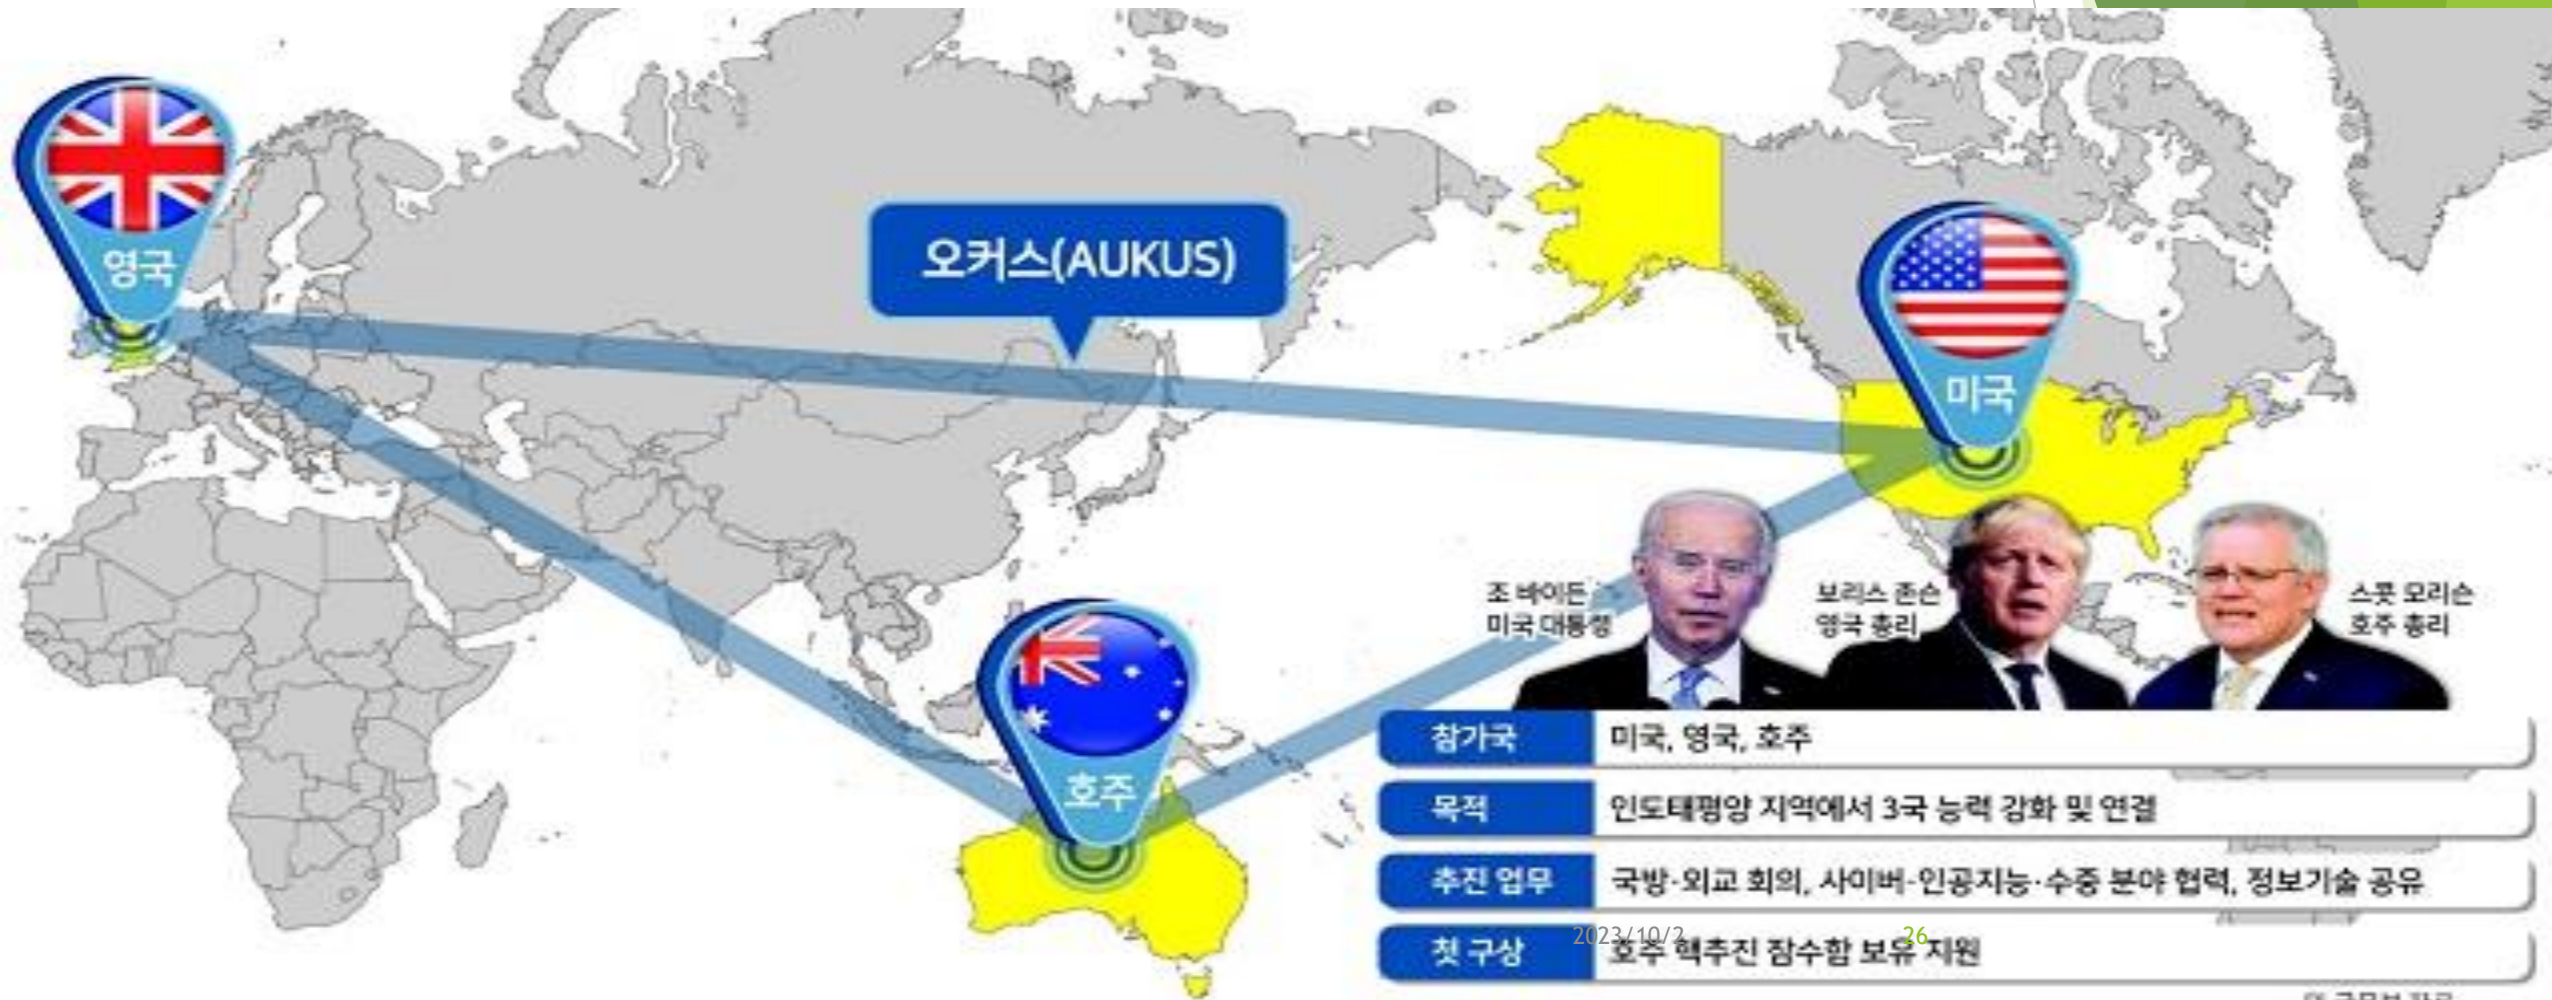 영국
오커스(AUKUS)
미국
호주
조 바이든
미국 대통령
보리스 존슨
영국 총리
스콧 모리슨
호주 총리
참가국 미국, 영국, 호주
목적 인도태평양 지역에서 3국 능력 강화 및 연결
추진 업무 국방·외교 회의, 사이버·인공지능·수중 분야 협력, 정보기술 공유
첫 구상 호주 핵추진 잠수함 보유 지원
2023/10/2
26